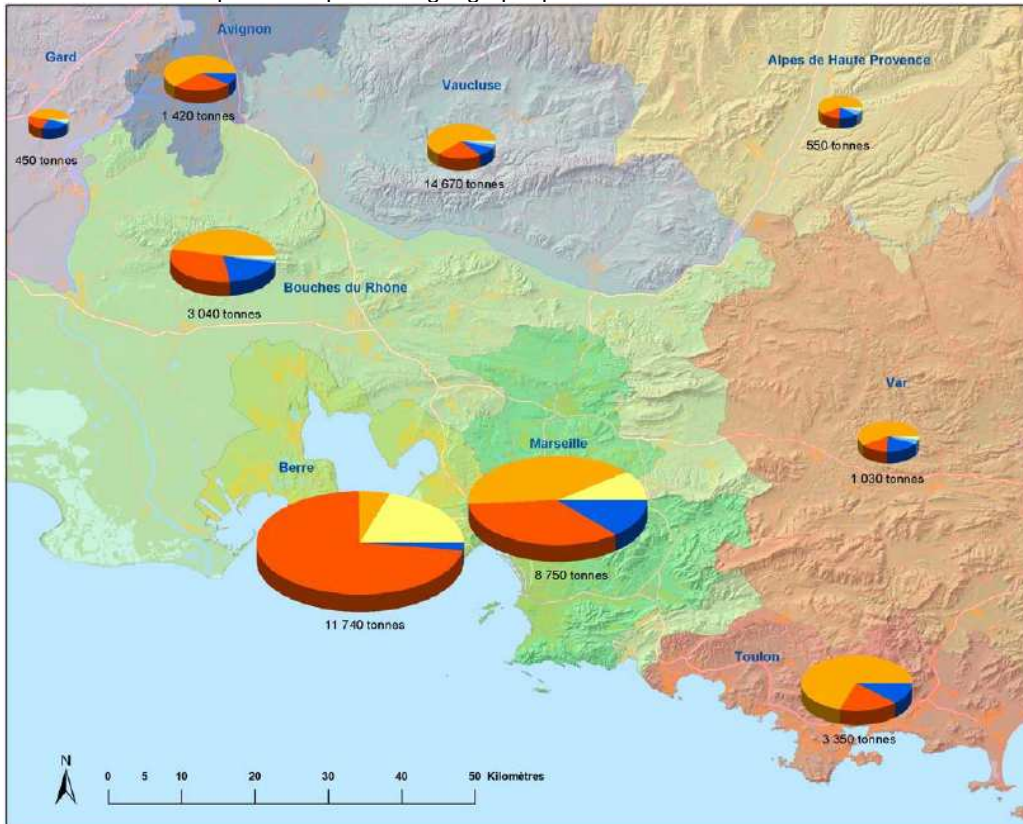 Avignon
Gard
Alpes de Haute Provence
Vaucluse
1 420 tonnes
450 tonnes
550 tonnes
14 670 tonnes
Bouches du Rhône
3 040 tonnes
Var
Marseille
Berre
1 030 tonnes
8 750 tonnes
11 740 tonnes
Toulon
3 350 tonnes
N
0 5 10 20 30 40 50 Kilomètres